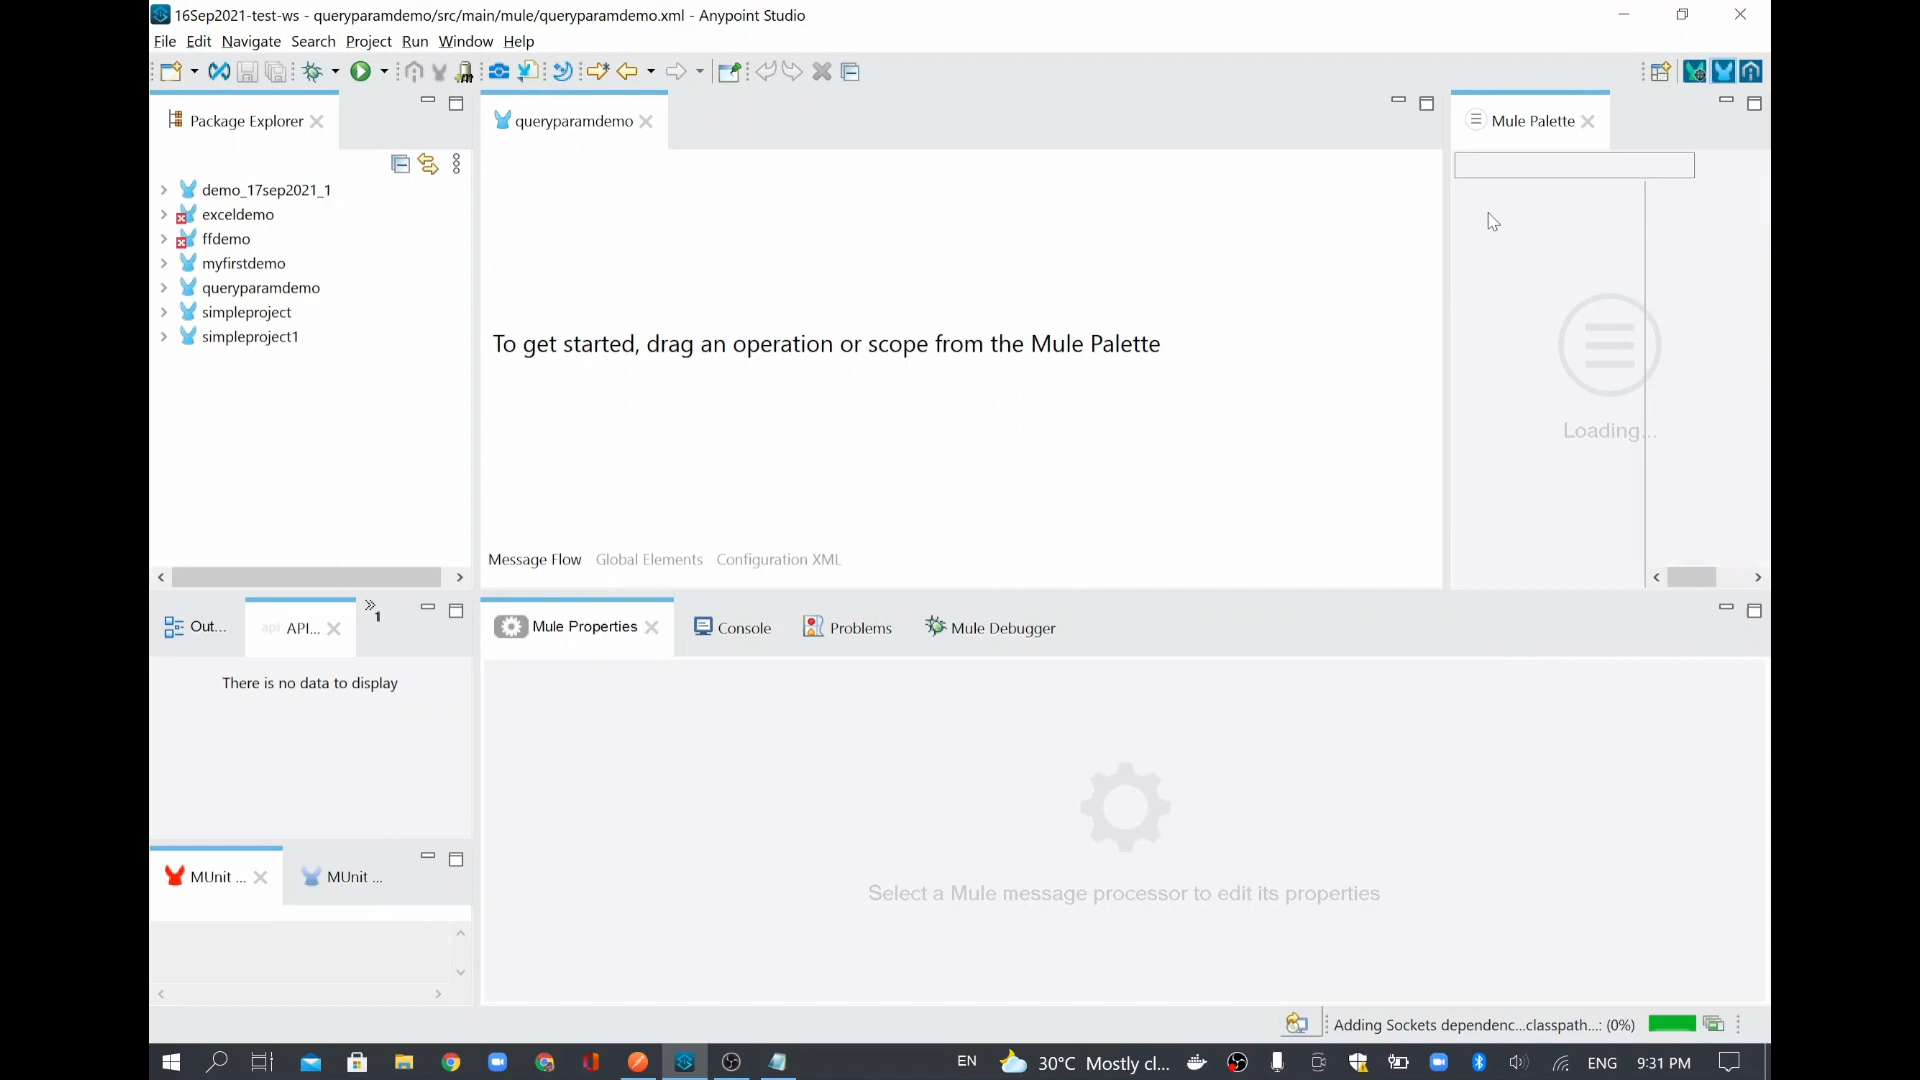 16Sep2021-test-ws - queryparamdemo/src/main/mule/queryparamdemo.xml - Anypoint Studio
File Edit Navigate Search Project Run Window Help
Package Explorer
queryparamdemo
Mule Palette
demo_17sep2021_1
exceldemo
ffdemo
myfirstdemo
queryparamdemo
simpleproject
simpleproject1
To get started, drag an operation or scope from the Mule Palette
Loading...
Message Flow Global Elements Configuration XML
Out... api API... »1
There is no data to display
Mule Properties Console Problems Mule Debugger
Select a Mule message processor to edit its properties
MUnit ... MUnit ...
Adding Sockets dependenc...classpath...: (0%)
EN 30°C Mostly cl... ENG 9:31 PM